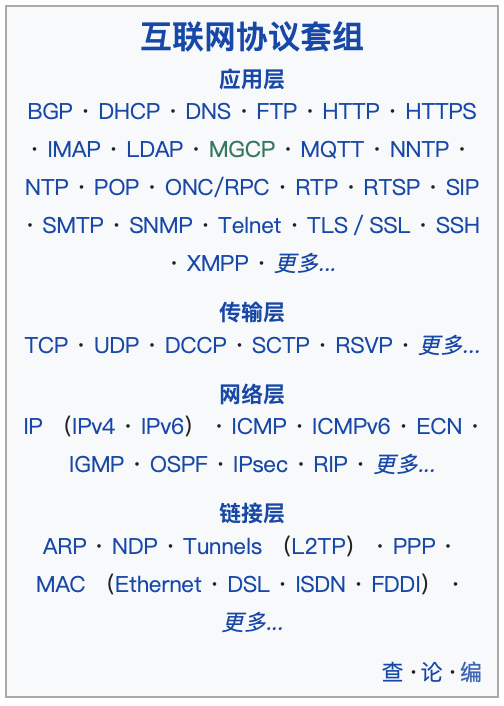 互联网协议套组
应用层
BGP · DHCP · DNS · FTP · HTTP · HTTPS
· IMAP · LDAP · MGCP · MQTT · NNTP ·
NTP · POP · ONC/RPC · RTP · RTSP · SIP
· SMTP · SNMP · Telnet · TLS / SSL · SSH
· XMPP · 更多...
传输层
TCP · UDP · DCCP · SCTP · RSVP · 更多...
网络层
IP （IPv4 · IPv6） · ICMP · ICMPv6 · ECN ·
IGMP · OSPF · IPsec · RIP · 更多...
链接层
ARP · NDP · Tunnels （L2TP） · PPP ·
MAC （Ethernet · DSL · ISDN · FDDI） ·
更多...
查 · 论 · 编